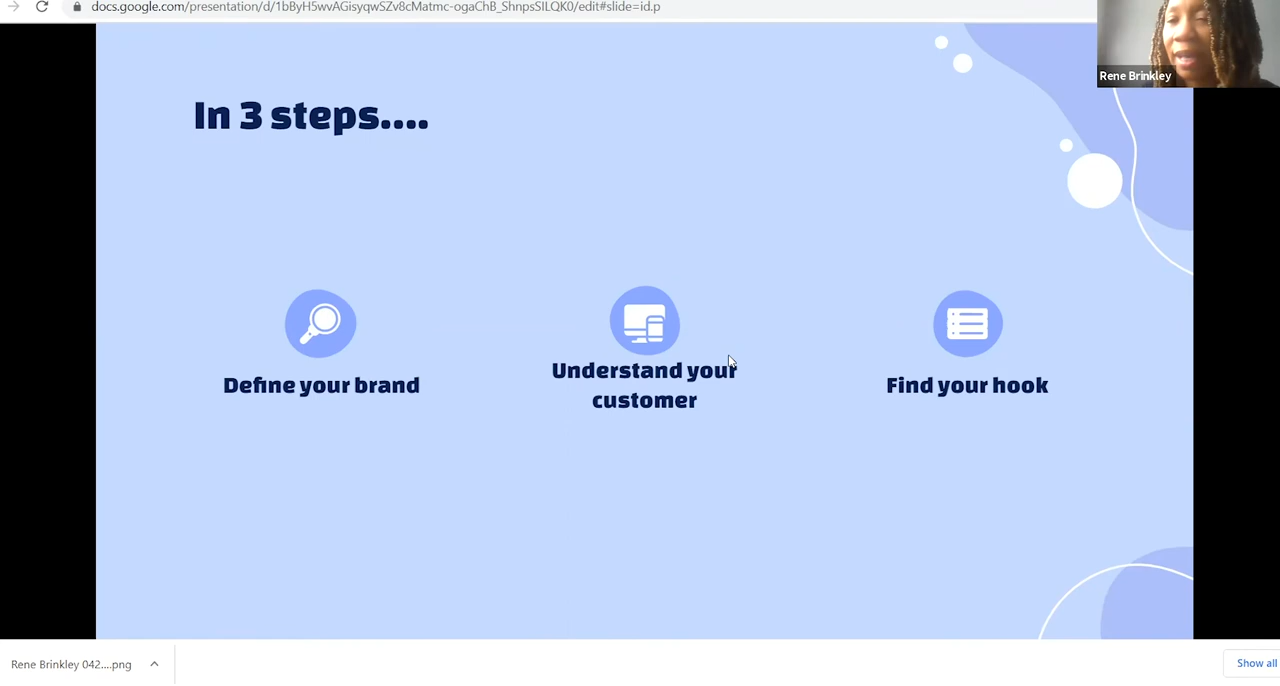 docs.google.com/presentation/d/1bByH5wvAGisyqwSZv8cMatmc-ogaChB_ShnpsSILQK0/edit#slide=id.p
Rene Brinkley
In 3 steps....
Define your brand
Understand your
customer
Find your hook
Rene Brinkley 042....png
Show all